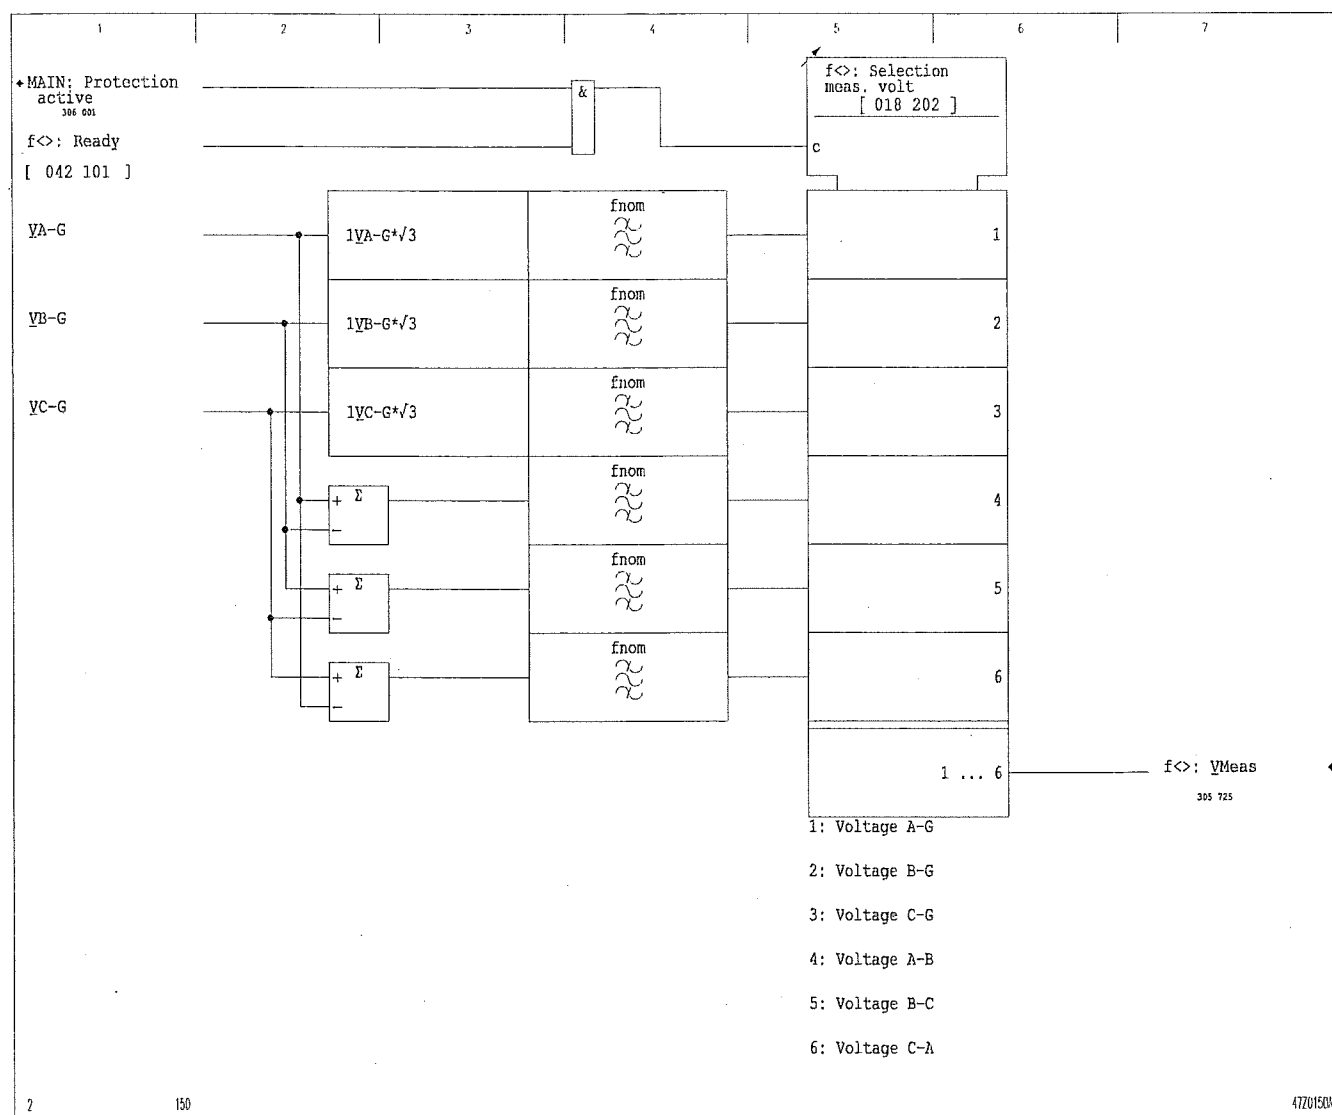 1 2 3 4 5 6 7
MAIN: Protection
active
306 001
f<>: Ready
[ 042 101 ]
&
f<>: Selection
meas. volt
[ 018 202 ]
c
VA-G
1VA-G*√3
fnom
1
VB-G
1VB-G*√3
fnom
2
VC-G
1VC-G*√3
fnom
3
+ Σ
−
fnom
4
+ Σ
−
fnom
5
+ Σ
−
fnom
6
1 ... 6
f<>: VMeas
305 725
1: Voltage A-G
2: Voltage B-G
3: Voltage C-G
4: Voltage A-B
5: Voltage B-C
6: Voltage C-A
2 150